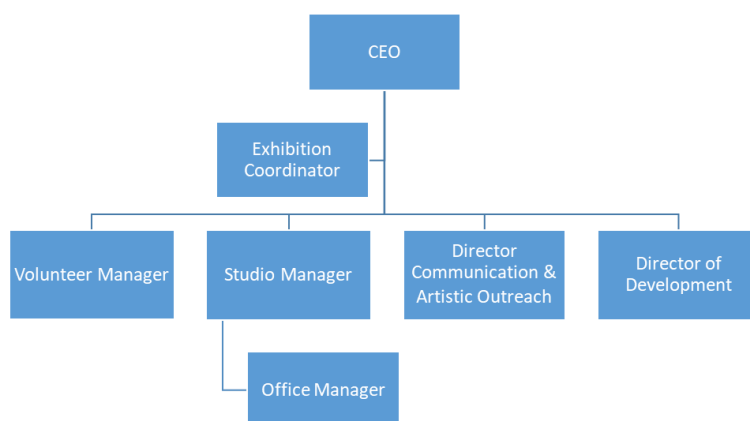 CEO
Exhibition
Coordinator
Volunteer Manager
Studio Manager
Director
Communication &
Artistic Outreach
Director of
Development
Office Manager